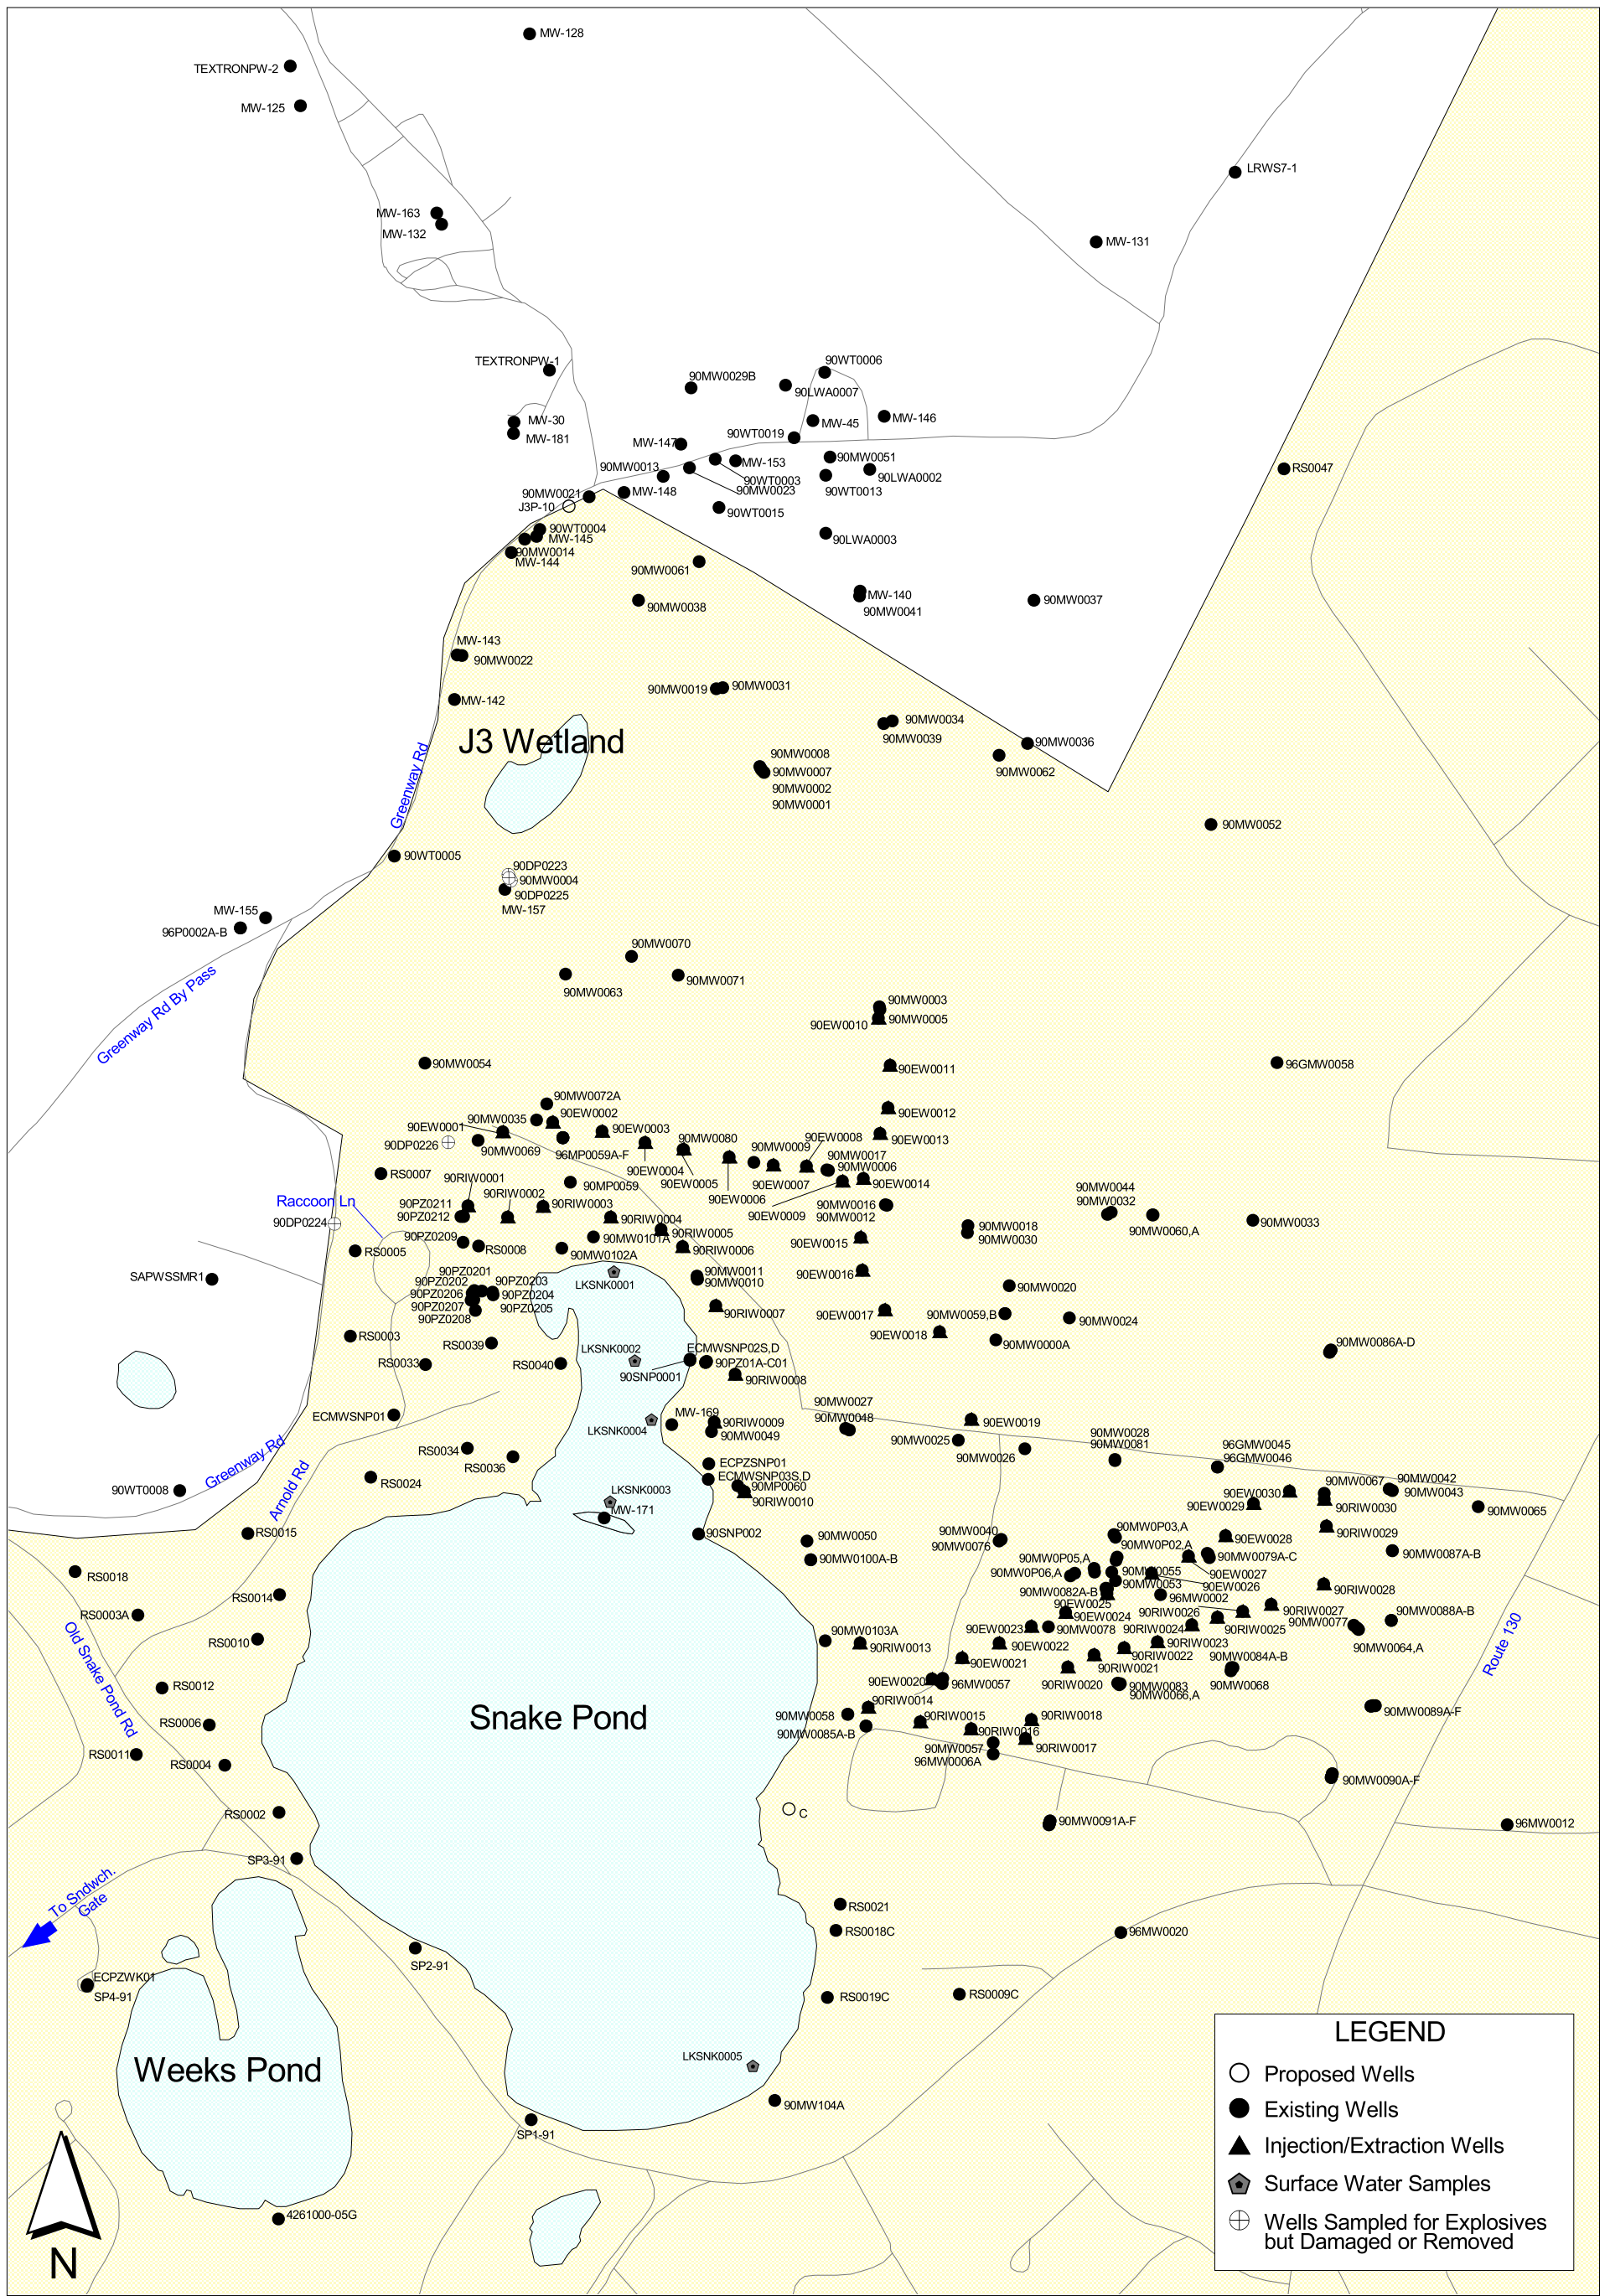 MW-128
TEXTRONPW-2
MW-125
LRWS7-1
MW-163
MW-132
MW-131
TEXTRONPW-1
90WT0006
90MW0029B
90LWA0007
MW-30
MW-45
MW-146
MW-181
90WT0019
MW-147
90MW0051
MW-153
90MW0013
90WT0003
90LWA0002
RS0047
90MW0023
90WT0013
90MW0021
MW-148
J3P-10
90WT0015
90WT0004
MW-145
90LWA0003
90MW0014
MW-144
90MW0061
MW-140
90MW0038
90MW0041
90MW0037
MW-143
90MW0022
90MW0019
90MW0031
MW-142
90MW0034
90MW0039
J3 Wetland
90MW0036
90MW0008
90MW0007
90MW0062
90MW0002
90MW0001
Greenway Rd
90MW0052
90WT0005
90DP0223
90MW0004
90DP0225
MW-157
MW-155
96P0002A-B
90MW0070
90MW0063
90MW0071
Greenway Rd By Pass
90MW0003
90EW0010
90MW0005
90MW0054
90EW0011
96GMW0058
90MW0072A
90EW0002
90EW0012
90MW0035
90EW0001
90EW0003
90EW0013
90DP0226
90MW0069
90MW0080
90EW0008
96MP0059A-F
90MW0009
90MW0017
90EW0004
90MW0006
RS0007
90EW0005
90EW0007
90EW0014
90RIW0001
90MP0059
90EW0006
90MW0044
90RIW0002
90MW0032
Raccoon Ln
90PZ0211
90RIW0003
90MW0016
90PZ0212
90EW0009
90MW0012
90DP0224
90RIW0004
90MW0018
90MW0060,A
90MW0033
90RIW0005
90MW0030
90PZ0209
90MW0101A
90EW0015
RS0005
RS0008
90MW0102A
90RIW0006
SAPWSSMR1
90PZ0201
90MW0011
90EW0016
90PZ0202
90PZ0203
LKSNK0001
90MW0010
90MW0020
90PZ0206
90PZ0204
90PZ0207
90PZ0205
90RIW0007
90EW0017
90MW0059,B
90MW0024
90PZ0208
RS0003
RS0039
90EW0018
90MW0000A
LKSNK0002
ECMWSNP02S,D
90MW0086A-D
RS0033
RS0040
90PZ01A-C01
90SNP0001
90RIW0008
90MW0027
ECMWSNP01
MW-169
90MW0048
90EW0019
LKSNK0004
90RIW0009
90MW0049
90MW0025
90MW0028
90MW0081
RS0034
90MW0026
96GMW0045
96GMW0046
RS0036
ECPZSNP01
Greenway Rd
RS0024
ECMWSNP03S,D
90MW0067
90MW0042
90WT0008
Arnold Rd
LKSNK0003
90MP0060
90EW0030
90MW0043
90RIW0010
90EW0029
90RIW0030
90MW0065
MW-171
RS0015
90SNP002
90MW0050
90MW0040
90MW0P03,A
90EW0028
90RIW0029
90MW0076
90MW0P02,A
90MW0087A-B
90MW0100A-B
90MW0P05,A
90MW0079A-C
RS0018
90MW0P06,A
90MW0055
90EW0027
90MW0053
90EW0026
90RIW0028
90MW0082A-B
96MW0002
RS0014
90EW0025
RS0003A
90EW0024
90RIW0026
90RIW0027
90MW0088A-B
90EW0023
90MW0078
90RIW0024
90RIW0025
90MW0077
Old Snake Pond Rd
RS0010
90MW0103A
90EW0022
90RIW0023
90MW0064,A
90RIW0013
90RIW0022
Route 130
90EW0021
90RIW0021
90MW0084A-B
RS0012
90EW0020
96MW0057
90RIW0020
90MW0083
90MW0068
90MW0066,A
90RIW0014
RS0006
Snake Pond
90MW0058
90RIW0015
90RIW0018
90MW0089A-F
90MW0085A-B
90RIW0016
RS0011
90MW0057
90RIW0017
RS0004
96MW0006A
90MW0090A-F
RS0002
C
90MW0091A-F
96MW0012
SP3-91
To Sndwch.
Gate
RS0021
RS0018C
96MW0020
SP2-91
ECPZWK01
SP4-91
RS0019C
RS0009C
LKSNK0005
Weeks Pond
90MW104A
SP1-91
4261000-05G
N
LEGEND
Proposed Wells
Existing Wells
Injection/Extraction Wells
Surface Water Samples
Wells Sampled for Explosives
but Damaged or Removed